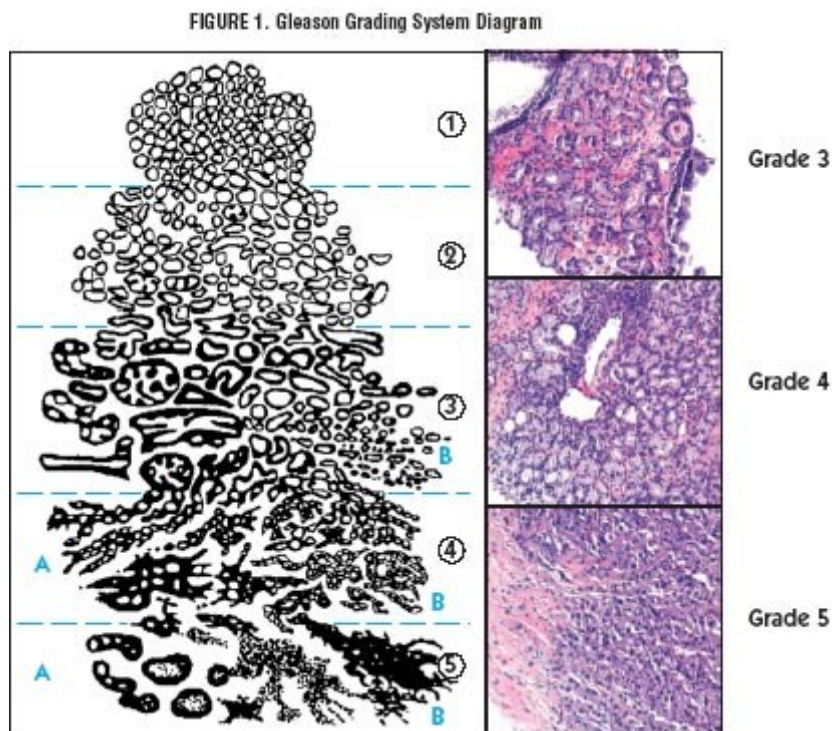 FIGURE 1. Gleason Grading System Diagram
①
Grade 3
②
Grade 4
③
B
④
A
B
Grade 5
⑤
A
B